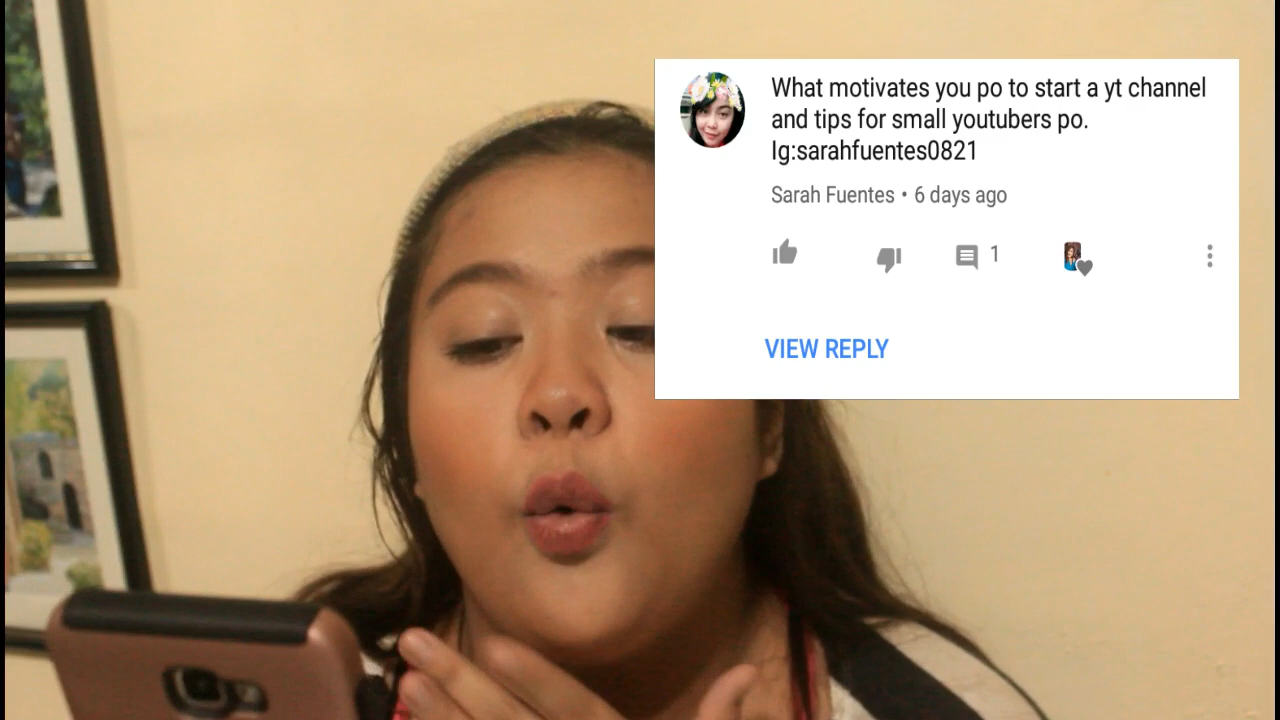 What motivates you po to start a yt channel
and tips for small youtubers po.
Ig:sarahfuentes0821
Sarah Fuentes • 6 days ago
1
VIEW REPLY